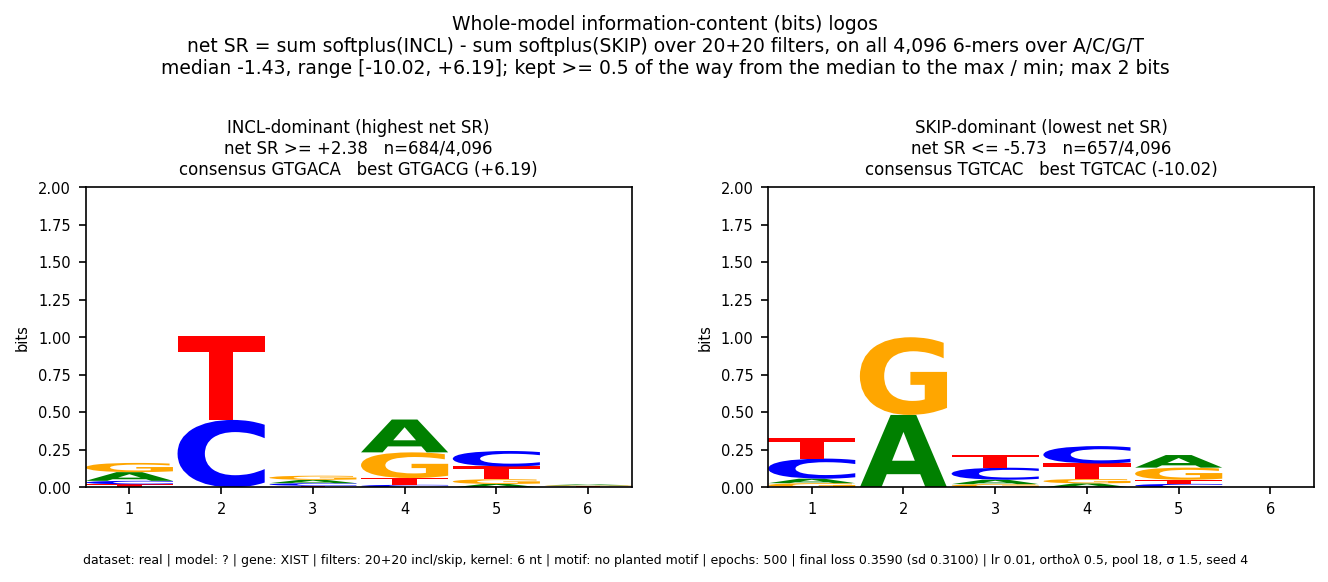 Whole-model information-content (bits) logos
net SR = sum softplus(INCL) - sum softplus(SKIP) over 20+20 filters, on all 4,096 6-mers over A/C/G/T
median -1.43, range [-10.02, +6.19]; kept >= 0.5 of the way from the median to the max / min; max 2 bits
INCL-dominant (highest net SR)
net SR >= +2.38   n=684/4,096
consensus GTGACA   best GTGACG (+6.19)
bits
2.00
1.75
1.50
1.25
1.00
0.75
0.50
0.25
0.00
T
C
G
A
C
T
G
A
A
G
T
C
T
G
1 2 3 4 5 6
SKIP-dominant (lowest net SR)
net SR <= -5.73   n=657/4,096
consensus TGTCAC   best TGTCAC (-10.02)
bits
2.00
1.75
1.50
1.25
1.00
0.75
0.50
0.25
0.00
T
C
A
G
A
T
C
A
C
T
G
A
A
G
T
1 2 3 4 5 6
dataset: real | model: ? | gene: XIST | filters: 20+20 incl/skip, kernel: 6 nt | motif: no planted motif | epochs: 500 | final loss 0.3590 (sd 0.3100) | lr 0.01, orthoλ 0.5, pool 18, σ 1.5, seed 4